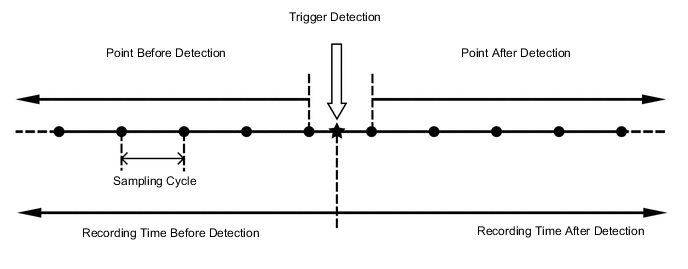 Trigger Detection
Point Before Detection
Point After Detection
Sampling Cycle
Recording Time Before Detection
Recording Time After Detection